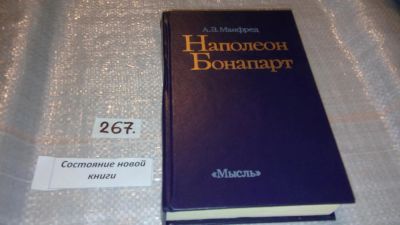 А.З. Манфред
Наполеон
Бонапарт
«Мысль»
267.
Состояние новой
книги